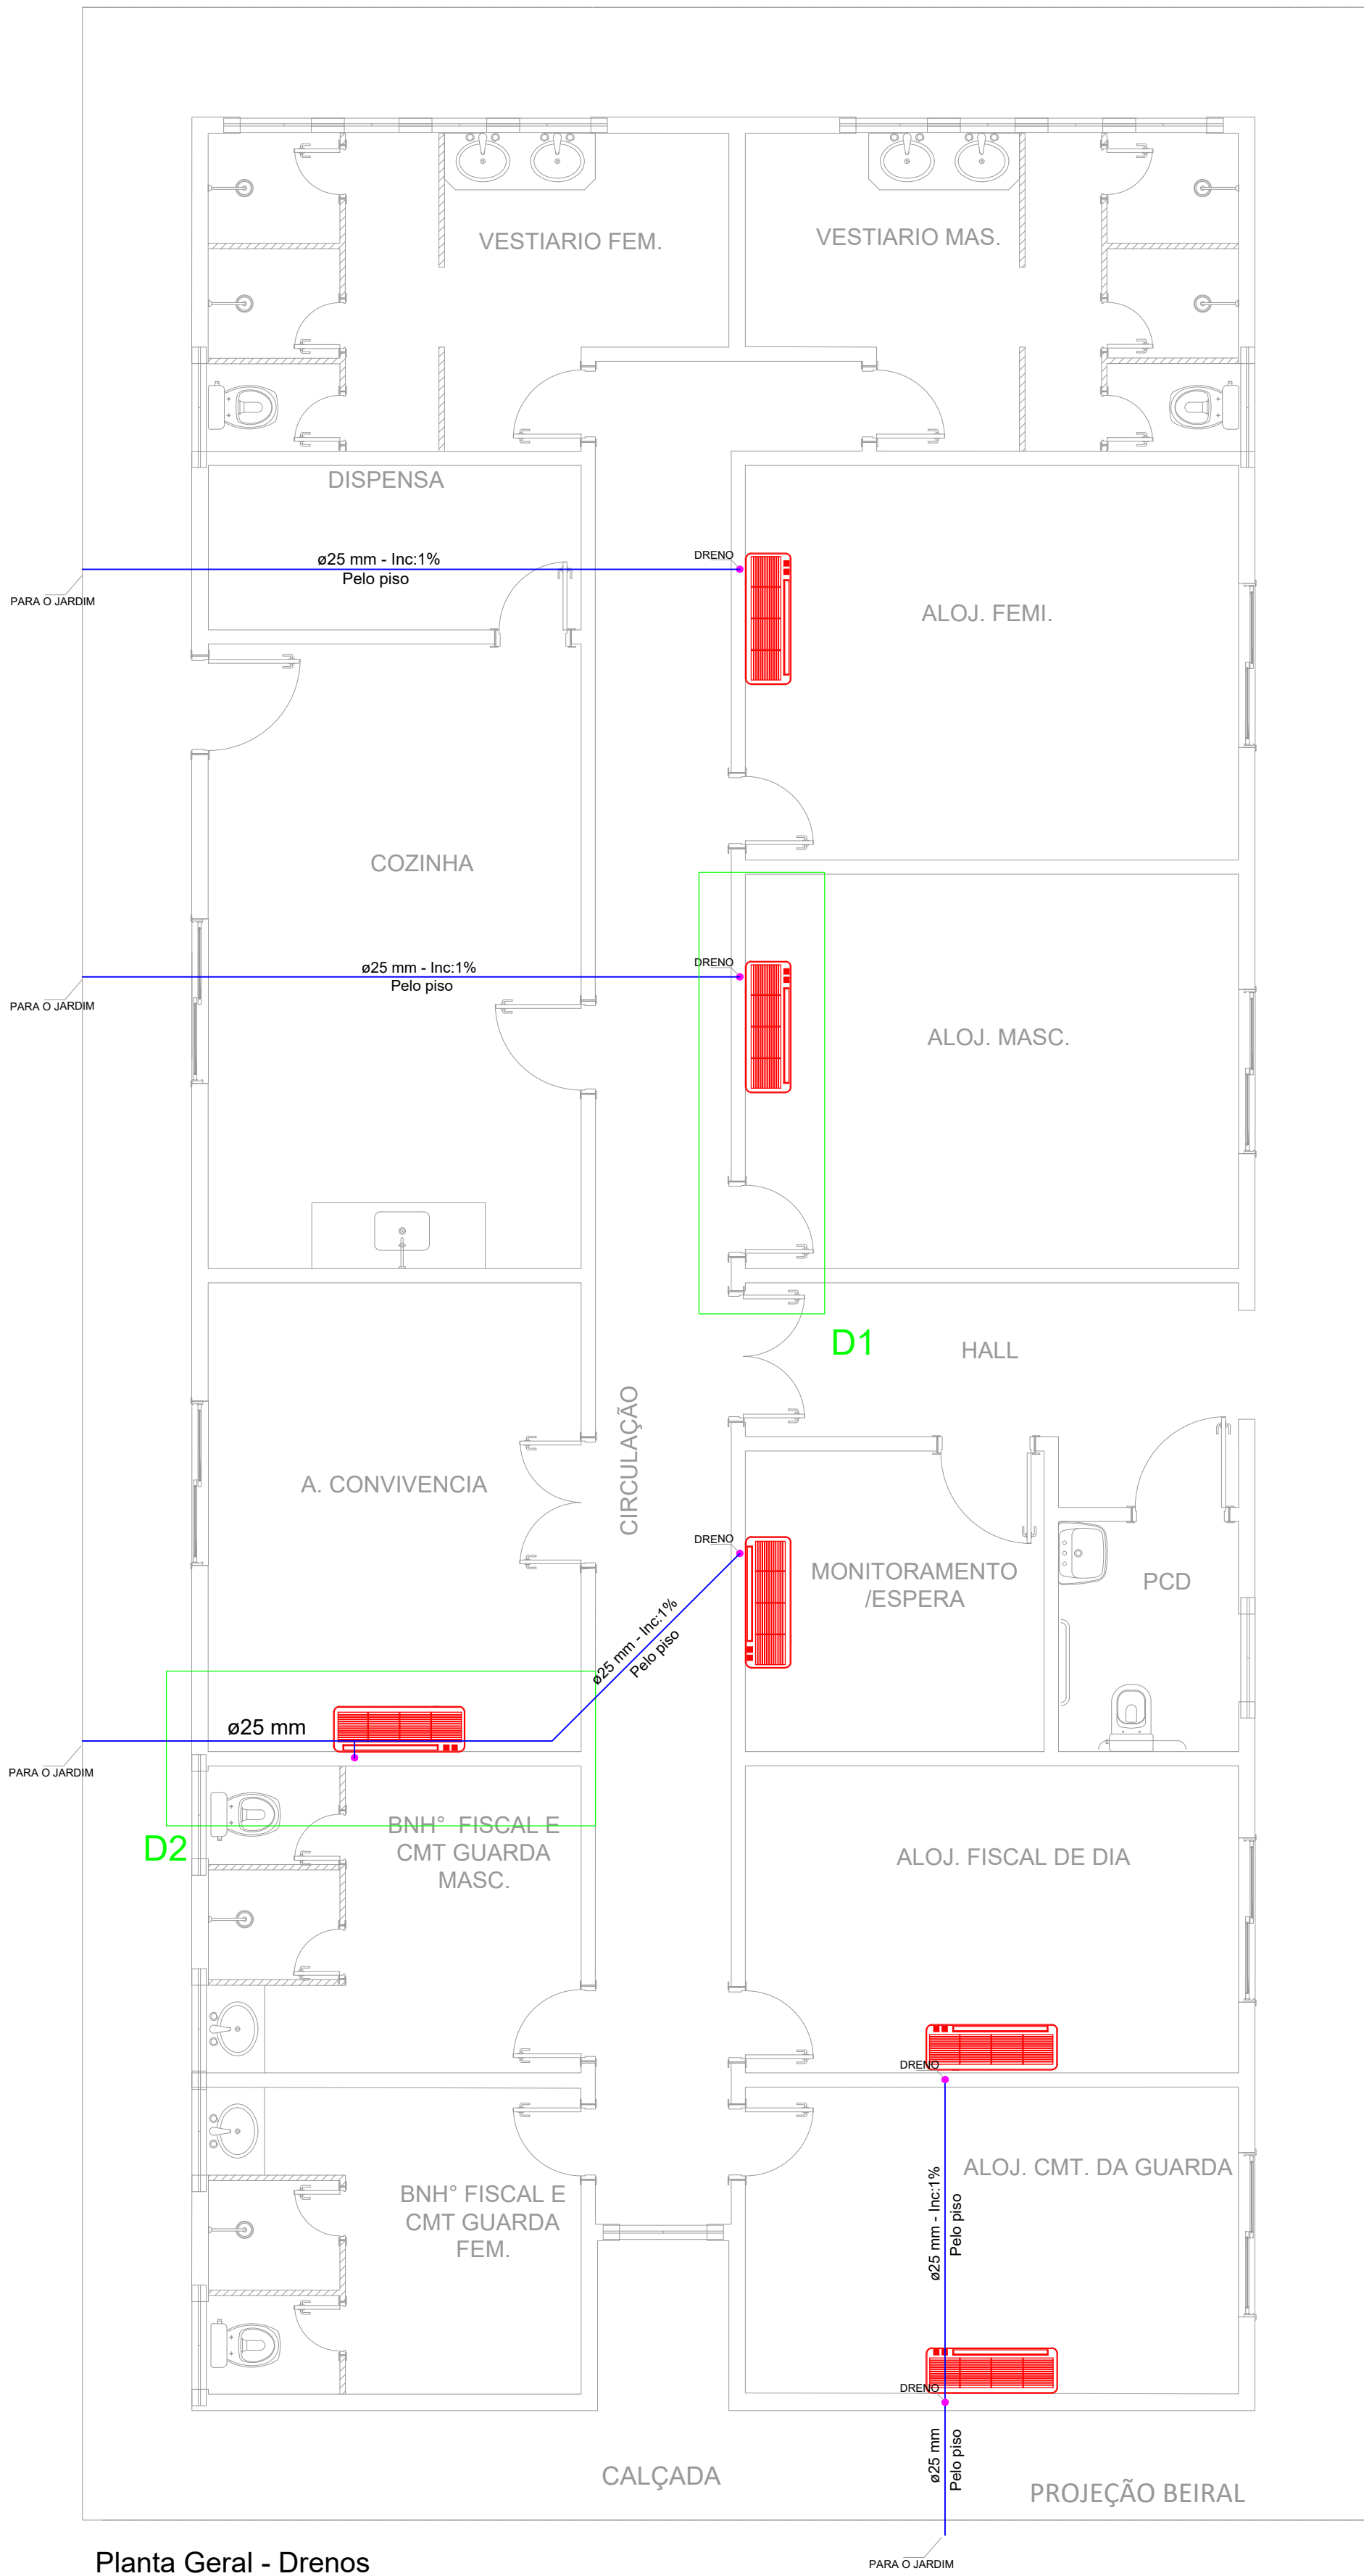 VESTIARIO FEM.
VESTIARIO MAS.
DISPENSA
ø25 mm - Inc:1%
Pelo piso
DRENO
PARA O JARDIM
ALOJ. FEMI.
COZINHA
ø25 mm - Inc:1%
Pelo piso
DRENO
PARA O JARDIM
ALOJ. MASC.
D1
HALL
CIRCULAÇÃO
A. CONVIVENCIA
DRENO
MONITORAMENTO
/ESPERA
PCD
ø25 mm - Inc:1%
Pelo piso
ø25 mm
PARA O JARDIM
D2
BNH° FISCAL E
CMT GUARDA
MASC.
ALOJ. FISCAL DE DIA
DRENO
ALOJ. CMT. DA GUARDA
ø25 mm - Inc:1%
Pelo piso
BNH° FISCAL E
CMT GUARDA
FEM.
DRENO
ø25 mm
Pelo piso
CALÇADA
PROJEÇÃO BEIRAL
PARA O JARDIM
Planta Geral - Drenos